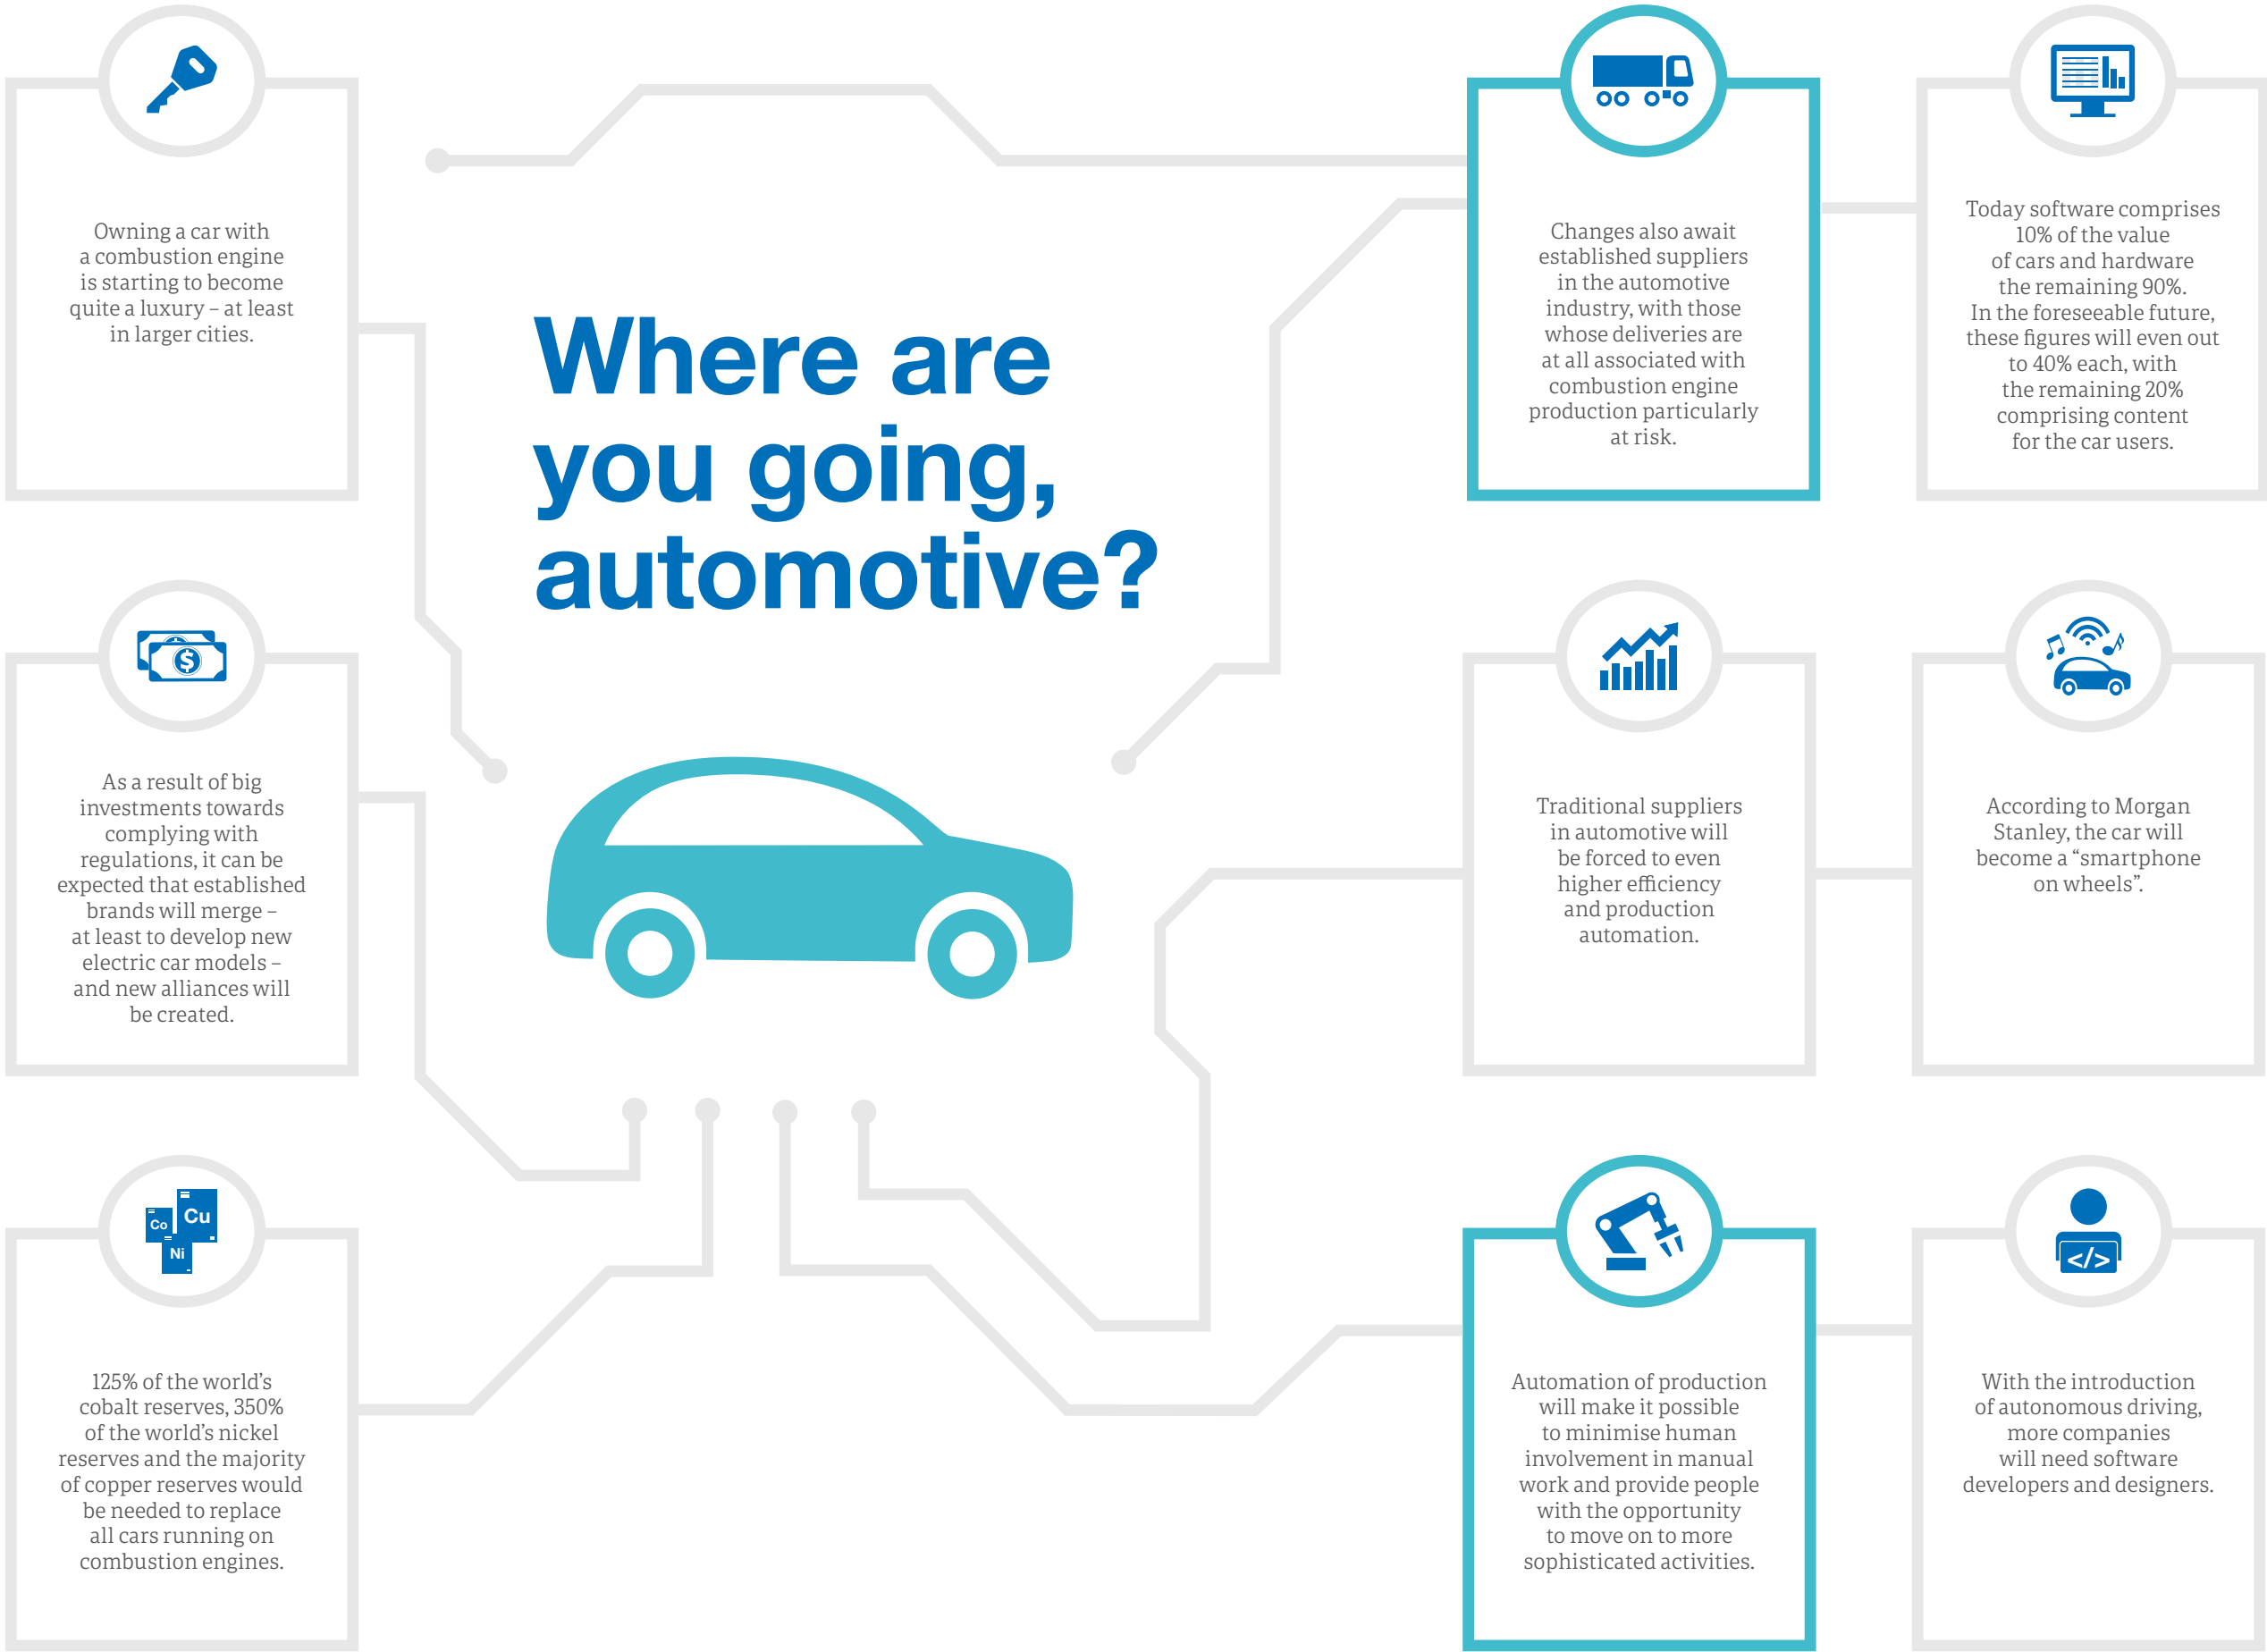 Where are
you going,
automotive?
Owning a car with
a combustion engine
is starting to become
quite a luxury – at least
in larger cities.
Changes also await
established suppliers
in the automotive
industry, with those
whose deliveries are
at all associated with
combustion engine
production particularly
at risk.
Today software comprises
10% of the value
of cars and hardware
the remaining 90%.
In the foreseeable future,
these figures will even out
to 40% each, with
the remaining 20%
comprising content
for the car users.
$
As a result of big
investments towards
complying with
regulations, it can be
expected that established
brands will merge –
at least to develop new
electric car models –
and new alliances will
be created.
Traditional suppliers
in automotive will
be forced to even
higher efficiency
and production
automation.
According to Morgan
Stanley, the car will
become a “smartphone
on wheels”.
Co
Cu
Ni
125% of the world’s
cobalt reserves, 350%
of the world’s nickel
reserves and the majority
of copper reserves would
be needed to replace
all cars running on
combustion engines.
Automation of production
will make it possible
to minimise human
involvement in manual
work and provide people
with the opportunity
to move on to more
sophisticated activities.
</>
With the introduction
of autonomous driving,
more companies
will need software
developers and designers.